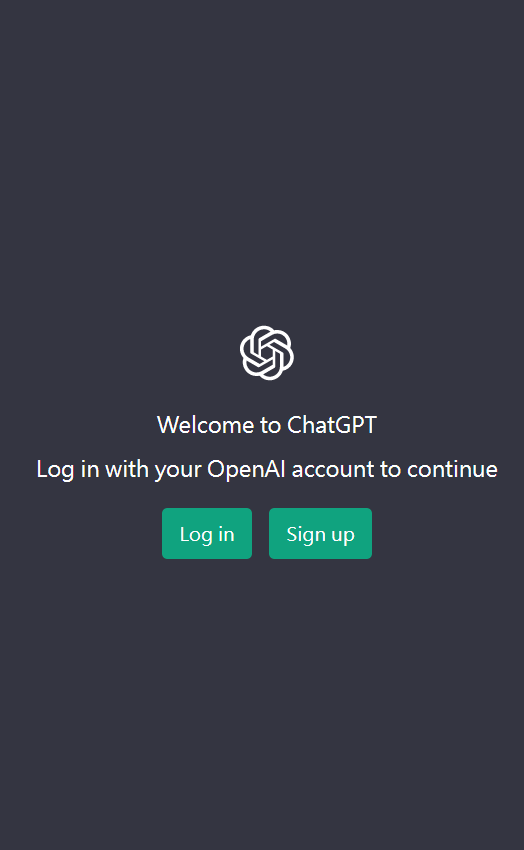 Welcome to ChatGPT
Log in with your OpenAI account to continue
Log in
Sign up